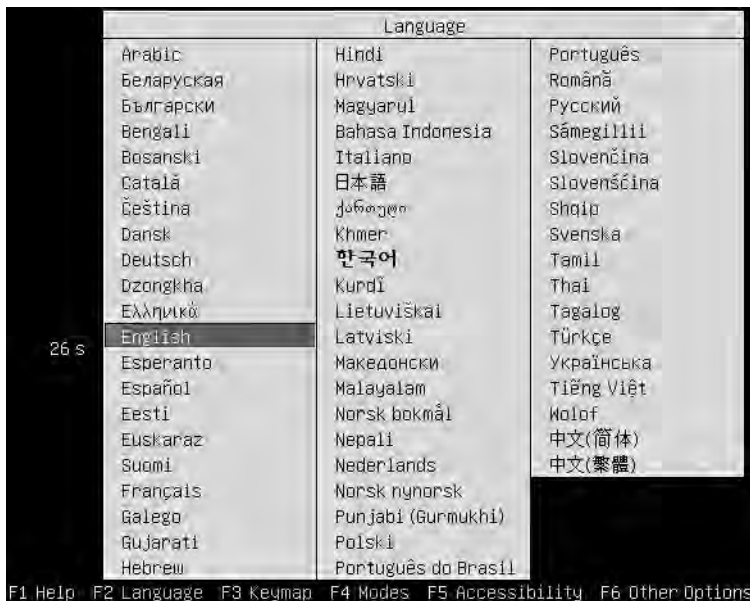 Language
Arabic
Беларуская
Български
Bengali
Bosanski
Català
Čeština
Dansk
Deutsch
Dzongkha
Ελληνικά
English
Esperanto
Español
Eesti
Euskaraz
Suomi
Français
Galego
Gujarati
Hebrew
Hindi
Hrvatski
Magyarul
Bahasa Indonesia
Italiano
日本語
ქართული
Khmer
한국어
Kurdî
Lietuviškai
Latviski
Македонски
Malayalam
Norsk bokmål
Nepali
Nederlands
Norsk nynorsk
Punjabi (Gurmukhi)
Polski
Português do Brasil
Português
Română
Русский
Sámegillii
Slovenčina
Slovenščina
Shqip
Svenska
Tamil
Thai
Tagalog
Türkçe
Українська
Tiếng Việt
Wolof
中文(简体)
中文(繁體)
26 s
F1 Help F2 Language F3 Keymap F4 Modes F5 Accessibility F6 Other Options